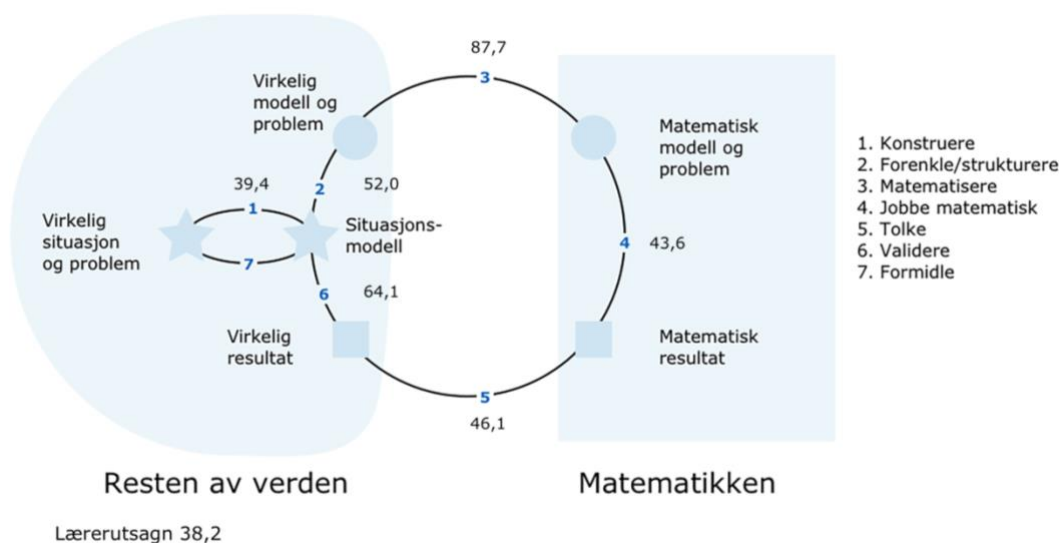 87,7
3
Virkelig
modell og
problem
Matematisk
modell og
problem
1. Konstruere
2. Forenkle/strukturere
3. Matematisere
4. Jobbe matematisk
5. Tolke
6. Validere
7. Formidle
39,4
2
52,0
1
Virkelig
situasjon
og problem
Situasjons-
modell
4
43,6
7
6
64,1
Virkelig
resultat
Matematisk
resultat
5
46,1
Resten av verden
Matematikken
Lærerutsagn 38,2